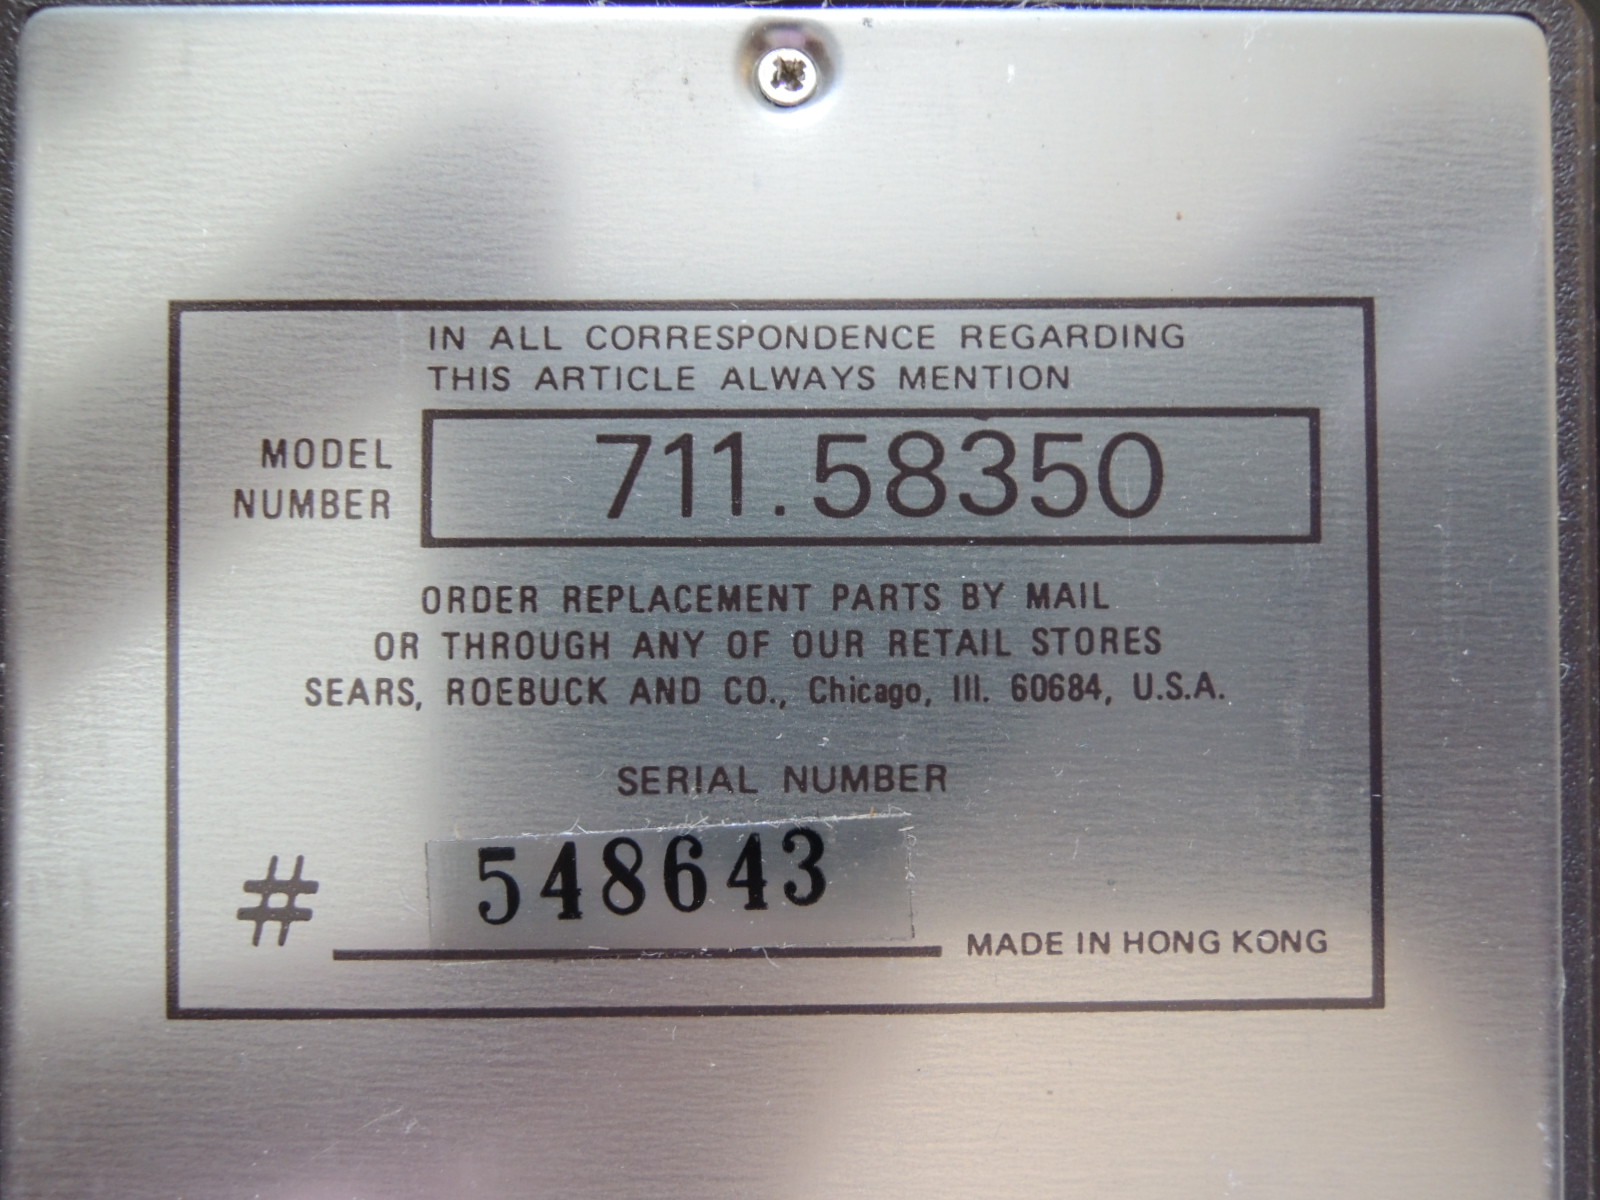 IN ALL CORRESPONDENCE REGARDING
THIS ARTICLE ALWAYS MENTION
MODEL
NUMBER
711.58350
ORDER REPLACEMENT PARTS BY MAIL
OR THROUGH ANY OF OUR RETAIL STORES
SEARS, ROEBUCK AND CO., Chicago, Ill. 60684, U.S.A.
SERIAL NUMBER
# 548643
MADE IN HONG KONG